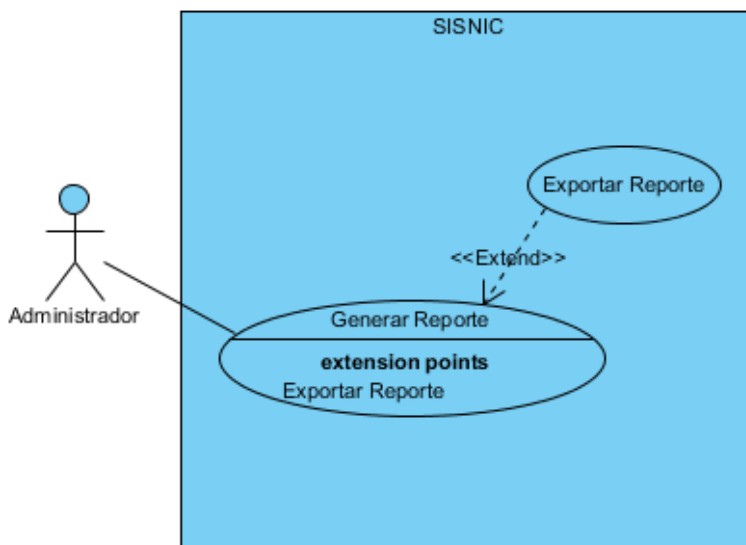 SISNIC
Exportar Reporte
<<Extend>>
Administrador
Generar Reporte
extension points
Exportar Reporte